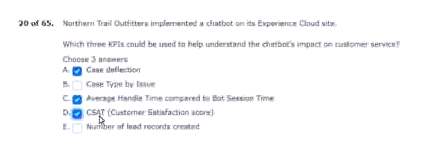 20 of 65. Northern Trail Outfitters implemented a chatbot on its Experience Cloud site.
Which three KPIs could be used to help understand the chatbot's impact on customer service?
Choose 3 answers
A. Case deflection
B. Case Type by Issue
C. Average Handle Time compared to Bot Session Time
D. CSAT (Customer Satisfaction score)
E. Number of lead records created